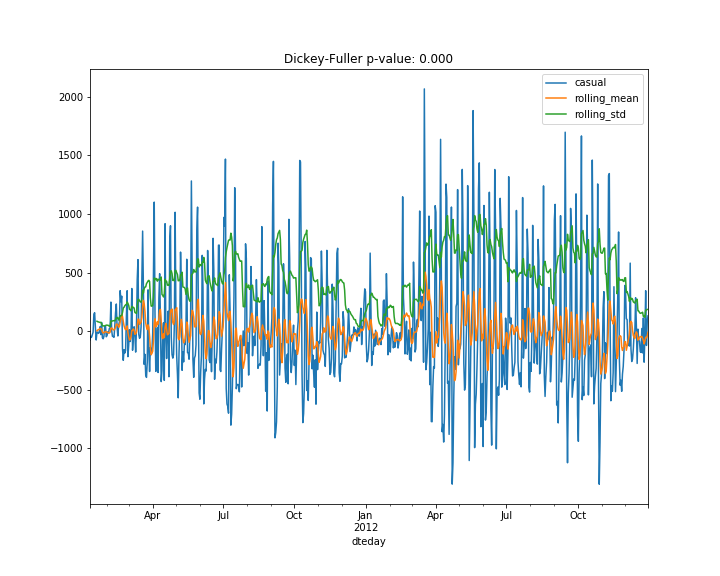 Dickey-Fuller p-value: 0.000
casual
rolling_mean
rolling_std
2000
1500
1000
500
0
−500
−1000
Apr Jul Oct Jan Apr Jul Oct
2012
dteday